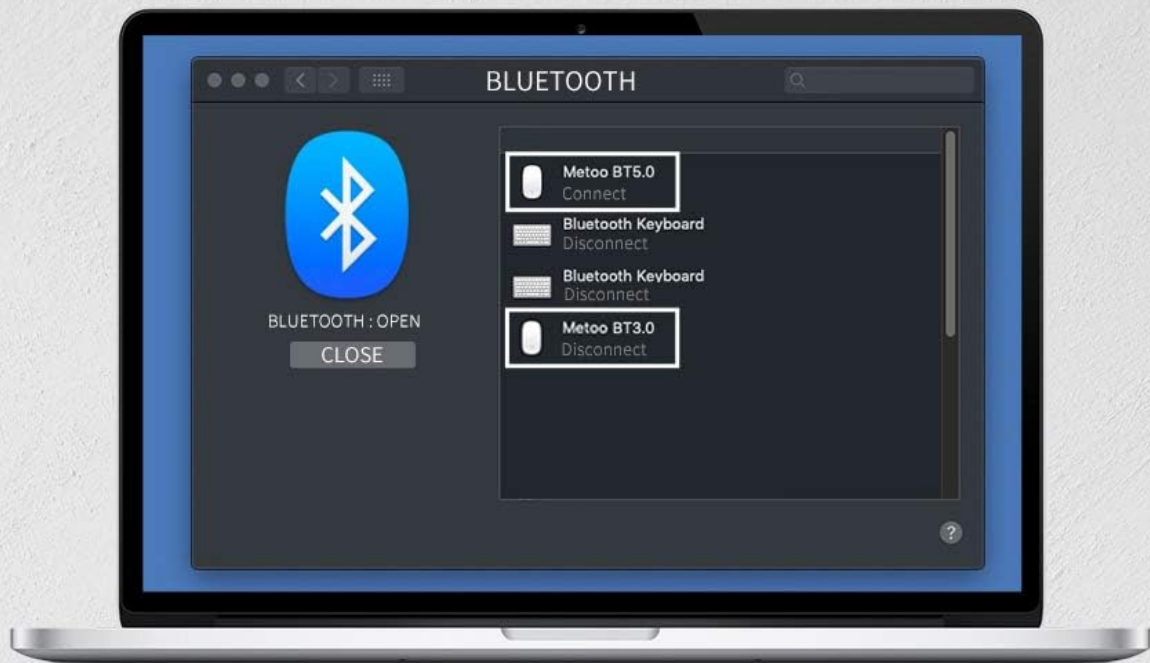 BLUETOOTH
Metoo BT5.0
Connect
Bluetooth Keyboard
Disconnect
Bluetooth Keyboard
Disconnect
Metoo BT3.0
Disconnect
BLUETOOTH : OPEN
CLOSE
?